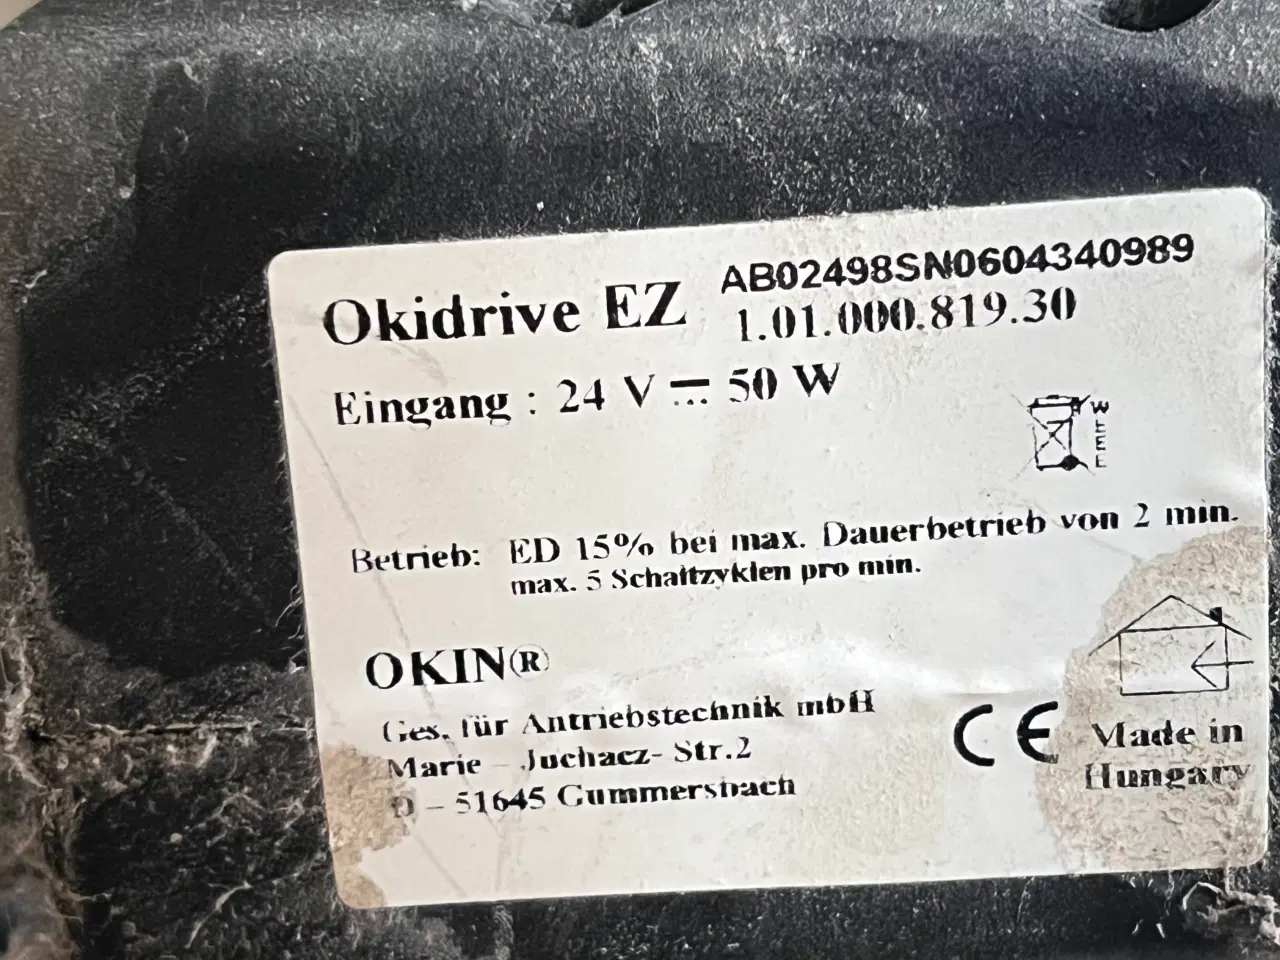 Okidrive EZ
AB02498SN0604340989
1.01.000.819.30
Eingang : 24 V ⎓ 50 W
WEEE
Betrieb: ED 15% bei max. Dauerbetrieb von 2 min.
max. 5 Schaltzyklen pro min.
OKIN(R)
Ges. für Antriebstechnik mbH
Marie - Juchacz- Str.2
D - 51645 Gummersbach
CE
Made in
Hungary